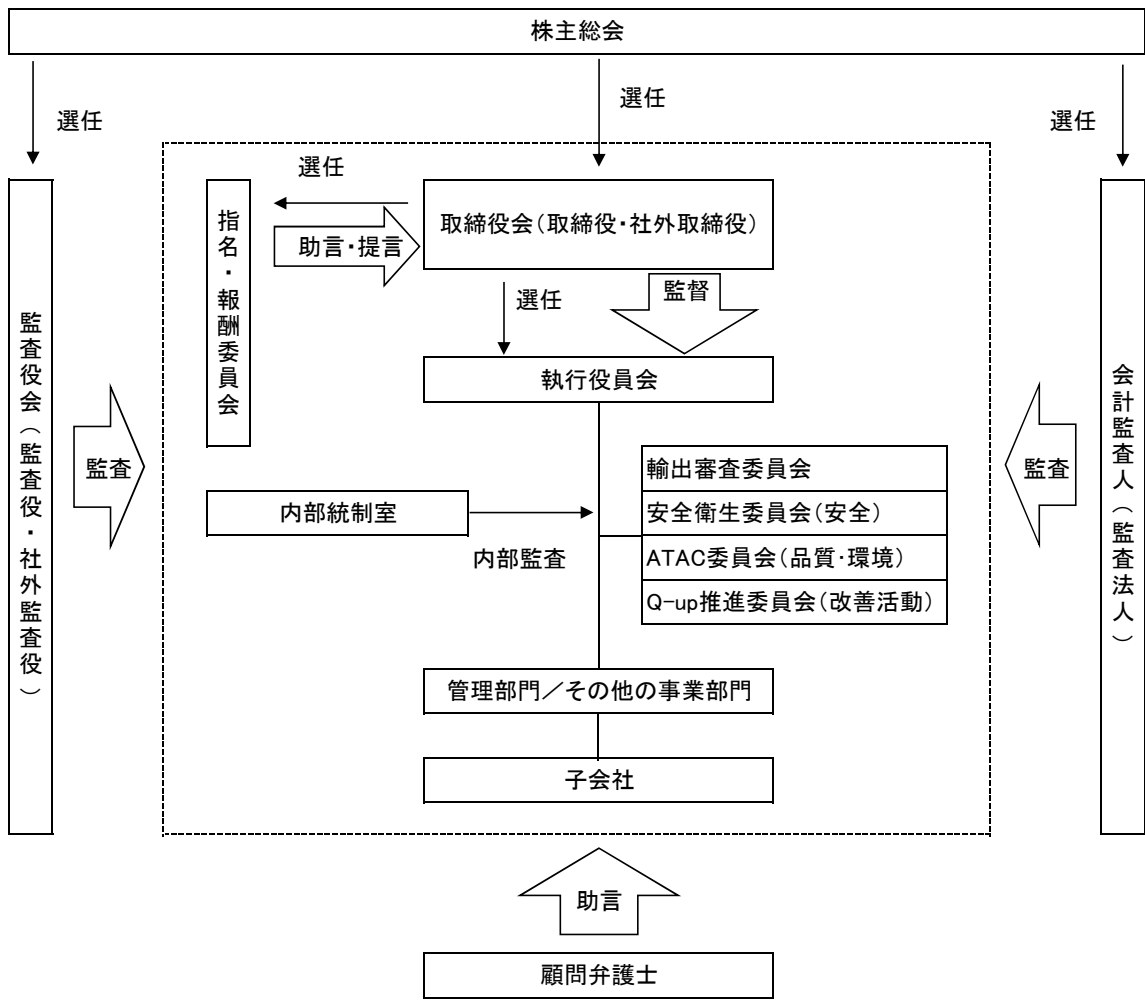 株主総会
選任
選任
選任
選任
指名・報酬委員会
助言・提言
取締役会(取締役・社外取締役)
選任
監督
執行役員会
監査役会(監査役・社外監査役)
監査
会計監査人(監査法人)
監査
輸出審査委員会
内部統制室
安全衛生委員会(安全)
内部監査
ATAC委員会(品質・環境)
Q-up推進委員会(改善活動)
管理部門/その他の事業部門
子会社
助言
顧問弁護士